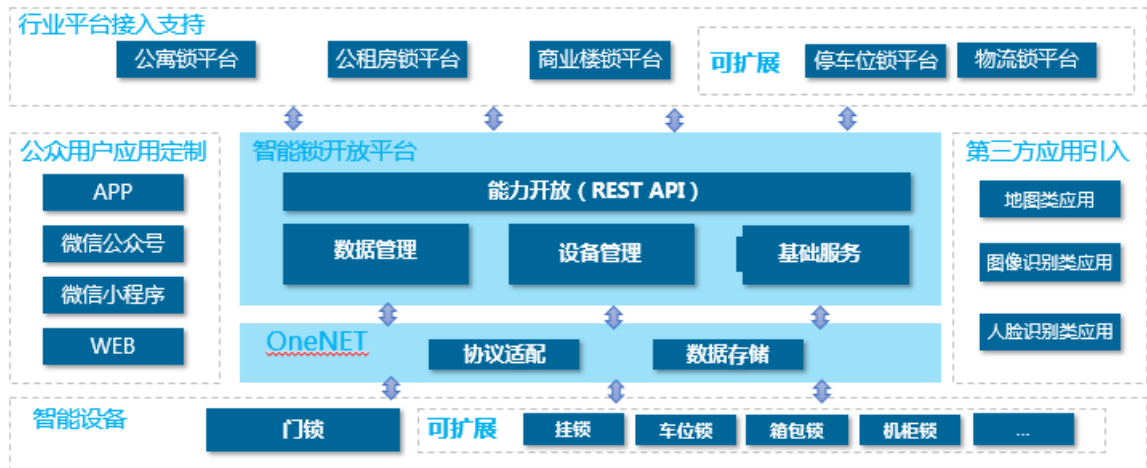 行业平台接入支持
公寓锁平台
公租房锁平台
商业楼锁平台
可扩展
停车位锁平台
物流锁平台
公众用户应用定制
APP
微信公众号
微信小程序
WEB
智能锁开放平台
能力开放（REST API）
数据管理
设备管理
基础服务
OneNET
协议适配
数据存储
第三方应用引入
地图类应用
图像识别类应用
人脸识别类应用
智能设备
门锁
可扩展
挂锁
车位锁
箱包锁
机柜锁
...